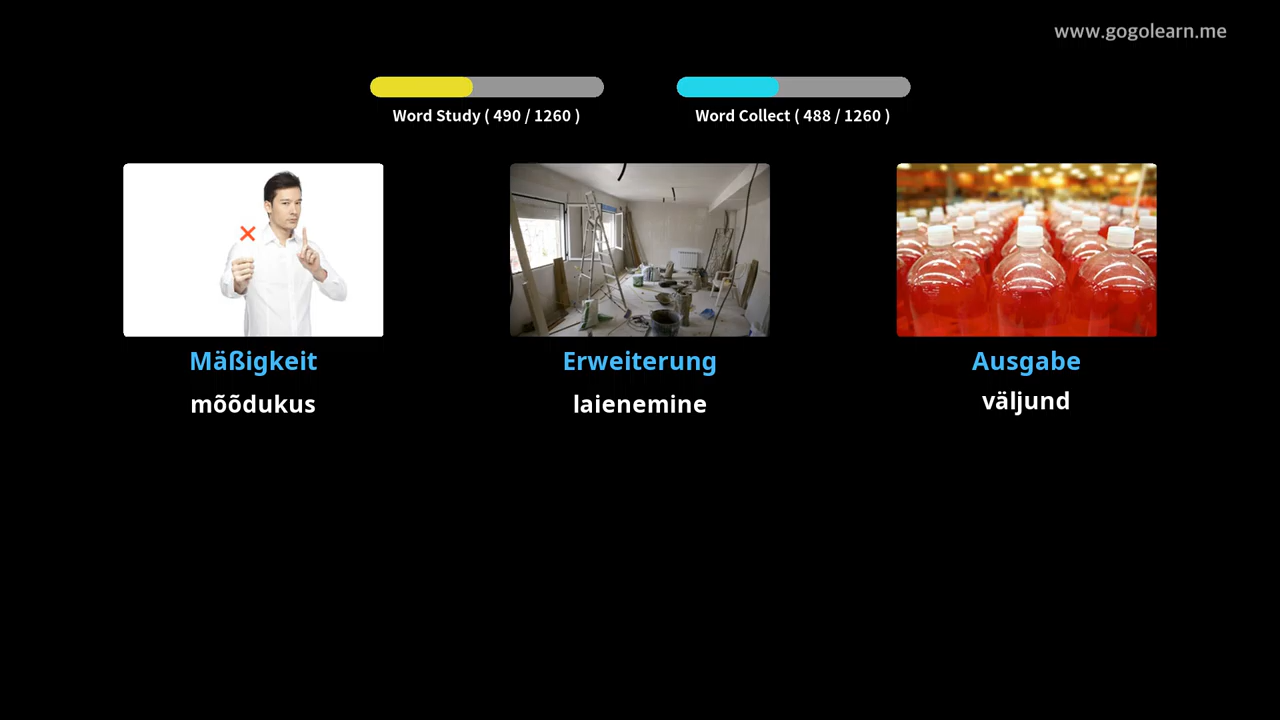 www.gogolearn.me
Word Study ( 490 / 1260 )
Word Collect ( 488 / 1260 )
Mäßigkeit
Erweiterung
Ausgabe
mõõdukus
laienemine
väljund